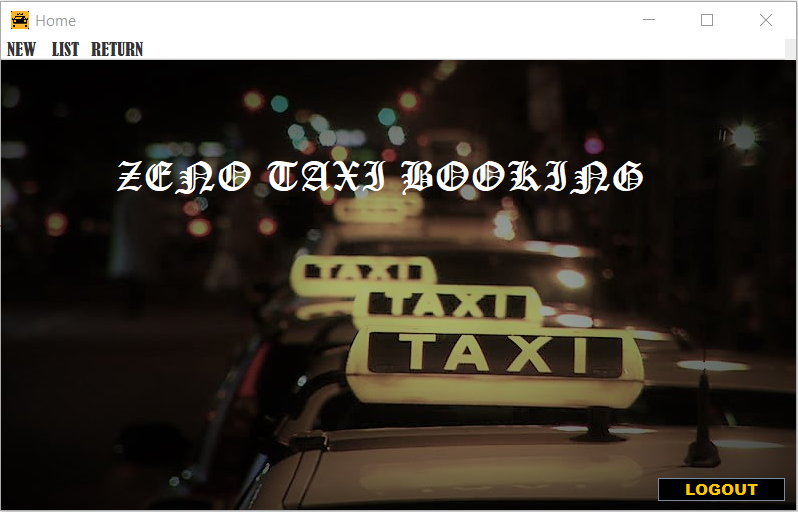 Home
NEW LIST RETURN
ZENO TAXI BOOKING
TAXI
TAXI
TAXI
LOGOUT